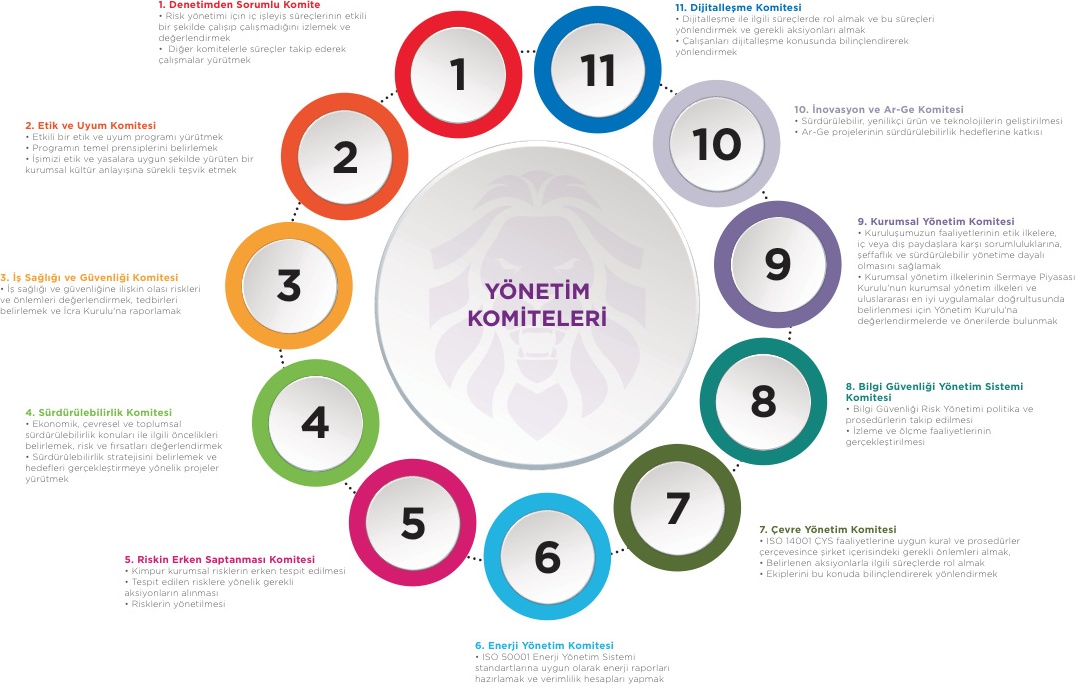 1. Denetimden Sorumlu Komite
• Risk yönetimi için iç işleyiş süreçlerinin etkili
bir şekilde çalışıp çalışmadığını izlemek ve
değerlendirmek
• Diğer komitelerle süreçler takip ederek
çalışmalar yürütmek
11. Dijitalleşme Komitesi
• Dijitalleşme ile ilgili süreçlerde rol almak ve bu süreçleri
yönlendirmek ve gerekli aksiyonları almak
• Çalışanları dijitalleşme konusunda bilinçlendirerek
yönlendirmek
1
11
2. Etik ve Uyum Komitesi
• Etkili bir etik ve uyum programı yürütmek
• Programın temel prensiplerini belirlemek
• İşimizi etik ve yasalara uygun şekilde yürüten bir
kurumsal kültür anlayışına sürekli teşvik etmek
2
10
10. İnovasyon ve Ar-Ge Komitesi
• Sürdürülebilir, yenilikçi ürün ve teknolojilerin geliştirilmesi
• Ar-Ge projelerinin sürdürülebilirlik hedeflerine katkısı
3. İş Sağlığı ve Güvenliği Komitesi
• İş sağlığı ve güvenliğine ilişkin olası riskleri
ve önlemleri değerlendirmek, tedbirleri
belirlemek ve İcra Kurulu'na raporlamak
3
YÖNETİM
KOMİTELERİ
9
9. Kurumsal Yönetim Komitesi
• Kuruluşumuzun faaliyetlerinin etik ilkelere,
iç veya dış paydaşlara karşı sorumluluklarına,
şeffaflık ve sürdürülebilir yönetime dayalı
olmasını sağlamak
• Kurumsal yönetim ilkelerinin Sermaye Piyasası
Kurulu'nun kurumsal yönetim ilkeleri ve
uluslararası en iyi uygulamalar doğrultusunda
belirlenmesi için Yönetim Kurulu'na
değerlendirmelerde ve önerilerde bulunmak
4. Sürdürülebilirlik Komitesi
• Ekonomik, çevresel ve toplumsal
sürdürülebilirlik konuları ile ilgili öncelikleri
belirlemek, risk ve fırsatları değerlendirmek
• Sürdürülebilirlik stratejisini belirlemek ve
hedefleri gerçekleştirmeye yönelik projeler
yürütmek
4
8
8. Bilgi Güvenliği Yönetim Sistemi
Komitesi
• Bilgi Güvenliği Risk Yönetimi politika ve
prosedürlerin takip edilmesi
• İzleme ve ölçme faaliyetlerinin
gerçekleştirilmesi
5. Riskin Erken Saptanması Komitesi
• Kimpur kurumsal risklerin erken tespit edilmesi
• Tespit edilen risklere yönelik gerekli
aksiyonların alınması
• Risklerin yönetilmesi
5
6
7
7. Çevre Yönetim Komitesi
• ISO 14001 ÇYS faaliyetlerine uygun kural ve prosedürler
çerçevesince şirket içerisindeki gerekli önlemleri almak,
• Belirlenen aksiyonlarla ilgili süreçlerde rol almak
• Ekiplerini bu konuda bilinçlendirerek yönlendirmek
6. Enerji Yönetim Komitesi
• ISO 50001 Enerji Yönetim Sistemi
standartlarına uygun olarak enerji raporları
hazırlamak ve verimlilik hesapları yapmak